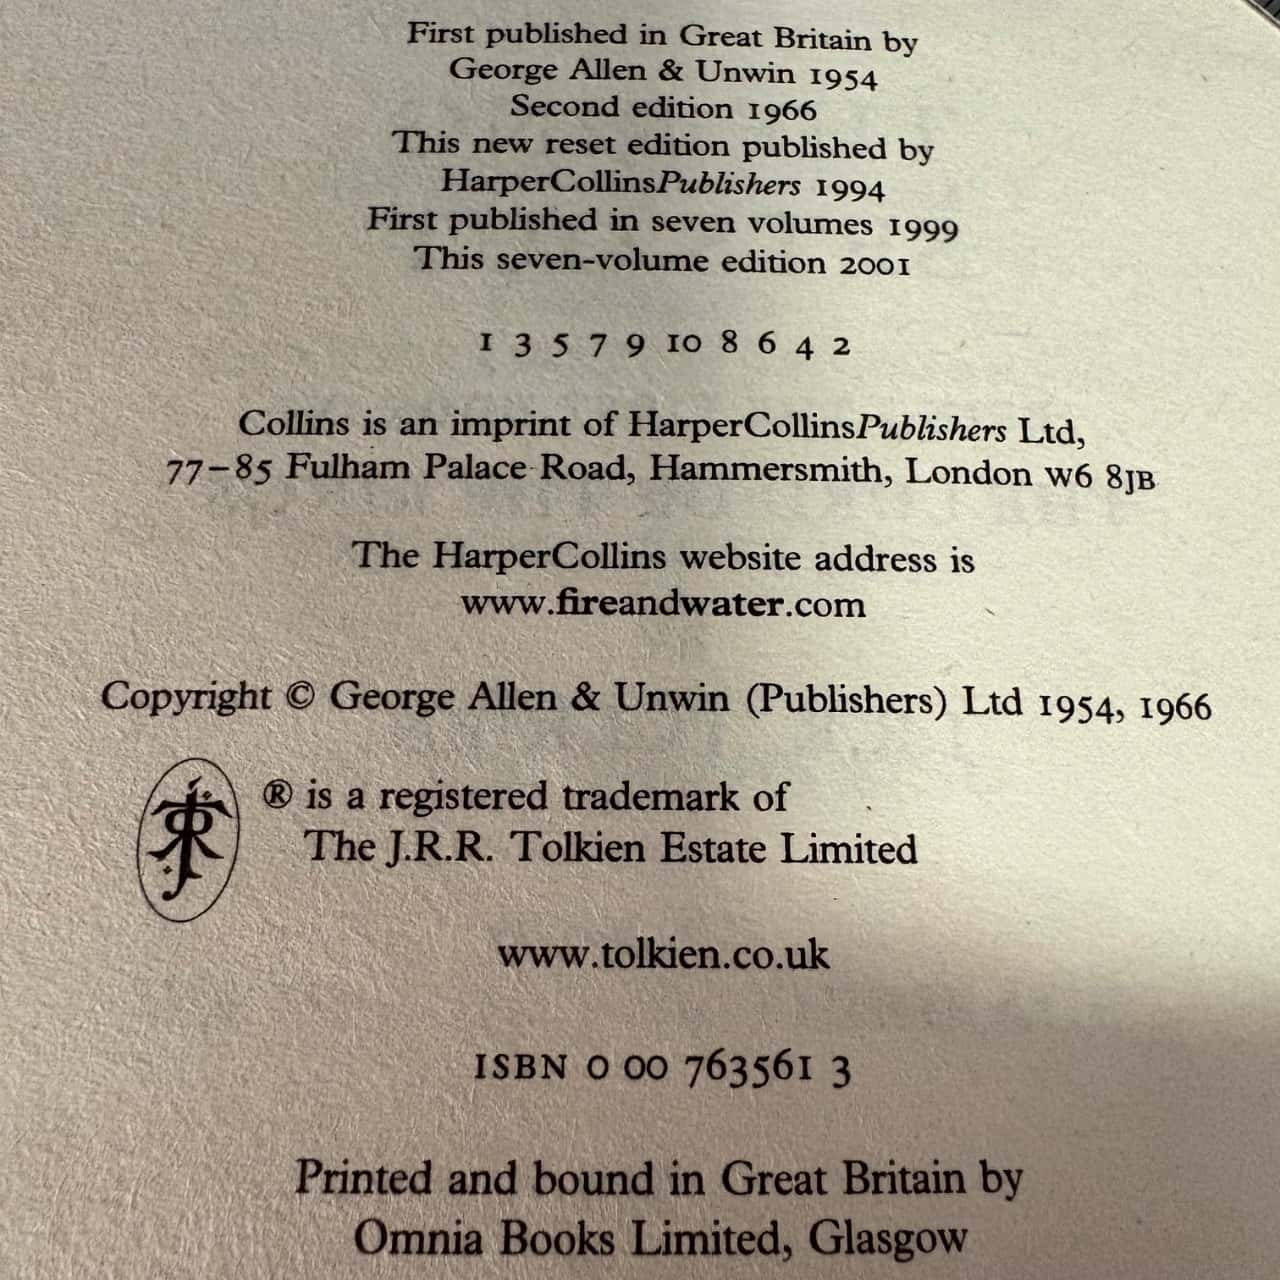 First published in Great Britain by
George Allen & Unwin 1954
Second edition 1966
This new reset edition published by
HarperCollinsPublishers 1994
First published in seven volumes 1999
This seven-volume edition 2001
1 3 5 7 9 10 8 6 4 2
Collins is an imprint of HarperCollinsPublishers Ltd,
77–85 Fulham Palace Road, Hammersmith, London W6 8JB
The HarperCollins website address is
www.fireandwater.com
Copyright © George Allen & Unwin (Publishers) Ltd 1954, 1966
® is a registered trademark of
The J.R.R. Tolkien Estate Limited
www.tolkien.co.uk
ISBN 0 00 763561 3
Printed and bound in Great Britain by
Omnia Books Limited, Glasgow